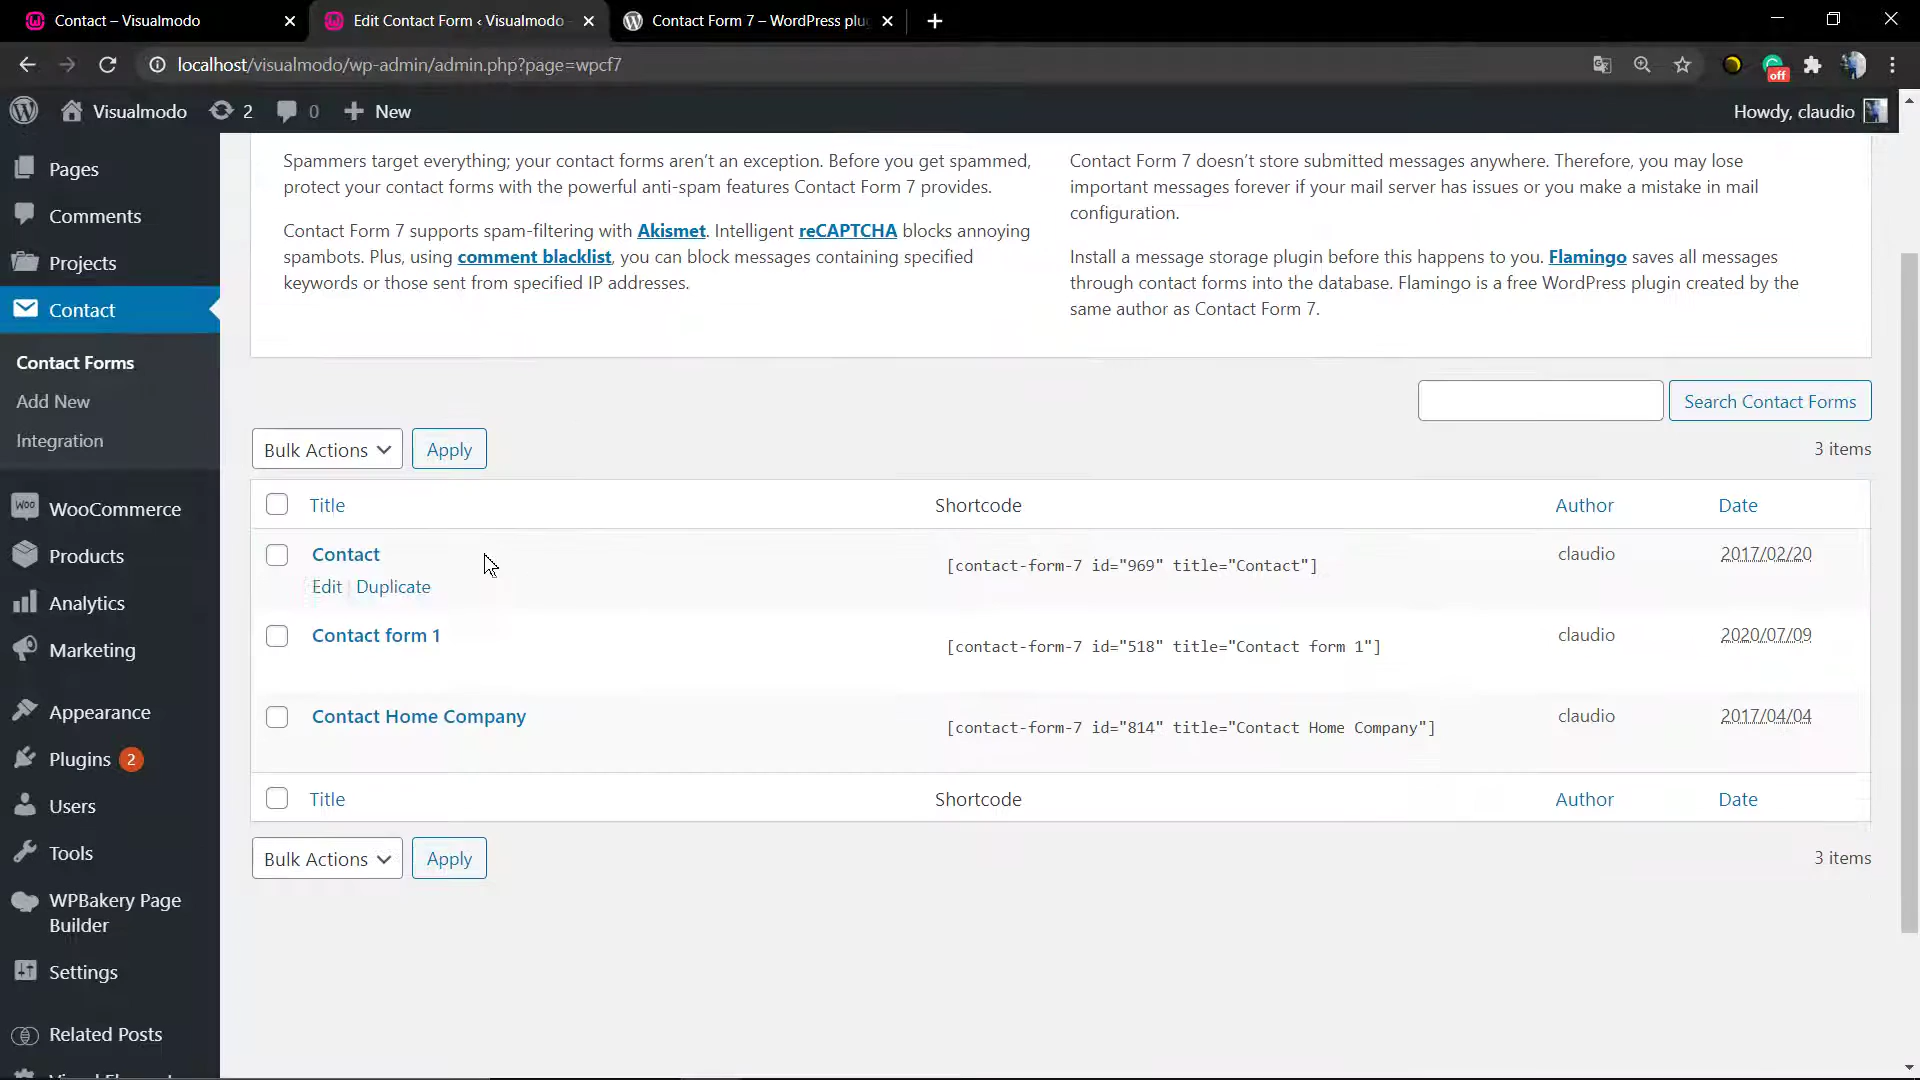 Contact – Visualmodo
Edit Contact Form ‹ Visualmodo
Contact Form 7 – WordPress plu
localhost/visualmodo/wp-admin/admin.php?page=wpcf7
off
Visualmodo
2
0
New
Howdy, claudio
Pages
Comments
Projects
Contact
Contact Forms
Add New
Integration
Woo
WooCommerce
Products
Analytics
Marketing
Appearance
Plugins 2
Users
Tools
WPBakery Page
Builder
Settings
Related Posts
Spammers target everything; your contact forms aren’t an exception. Before you get spammed,
protect your contact forms with the powerful anti-spam features Contact Form 7 provides.
Contact Form 7 supports spam-filtering with Akismet. Intelligent reCAPTCHA blocks annoying
spambots. Plus, using comment blacklist, you can block messages containing specified
keywords or those sent from specified IP addresses.
Contact Form 7 doesn’t store submitted messages anywhere. Therefore, you may lose
important messages forever if your mail server has issues or you make a mistake in mail
configuration.
Install a message storage plugin before this happens to you. Flamingo saves all messages
through contact forms into the database. Flamingo is a free WordPress plugin created by the
same author as Contact Form 7.
Search Contact Forms
Bulk Actions
Apply
3 items
Title Shortcode Author Date
Contact [contact-form-7 id="969" title="Contact"] claudio 2017/02/20
Edit | Duplicate
Contact form 1 [contact-form-7 id="518" title="Contact form 1"] claudio 2020/07/09
Contact Home Company [contact-form-7 id="814" title="Contact Home Company"] claudio 2017/04/04
Title Shortcode Author Date
Bulk Actions
Apply
3 items